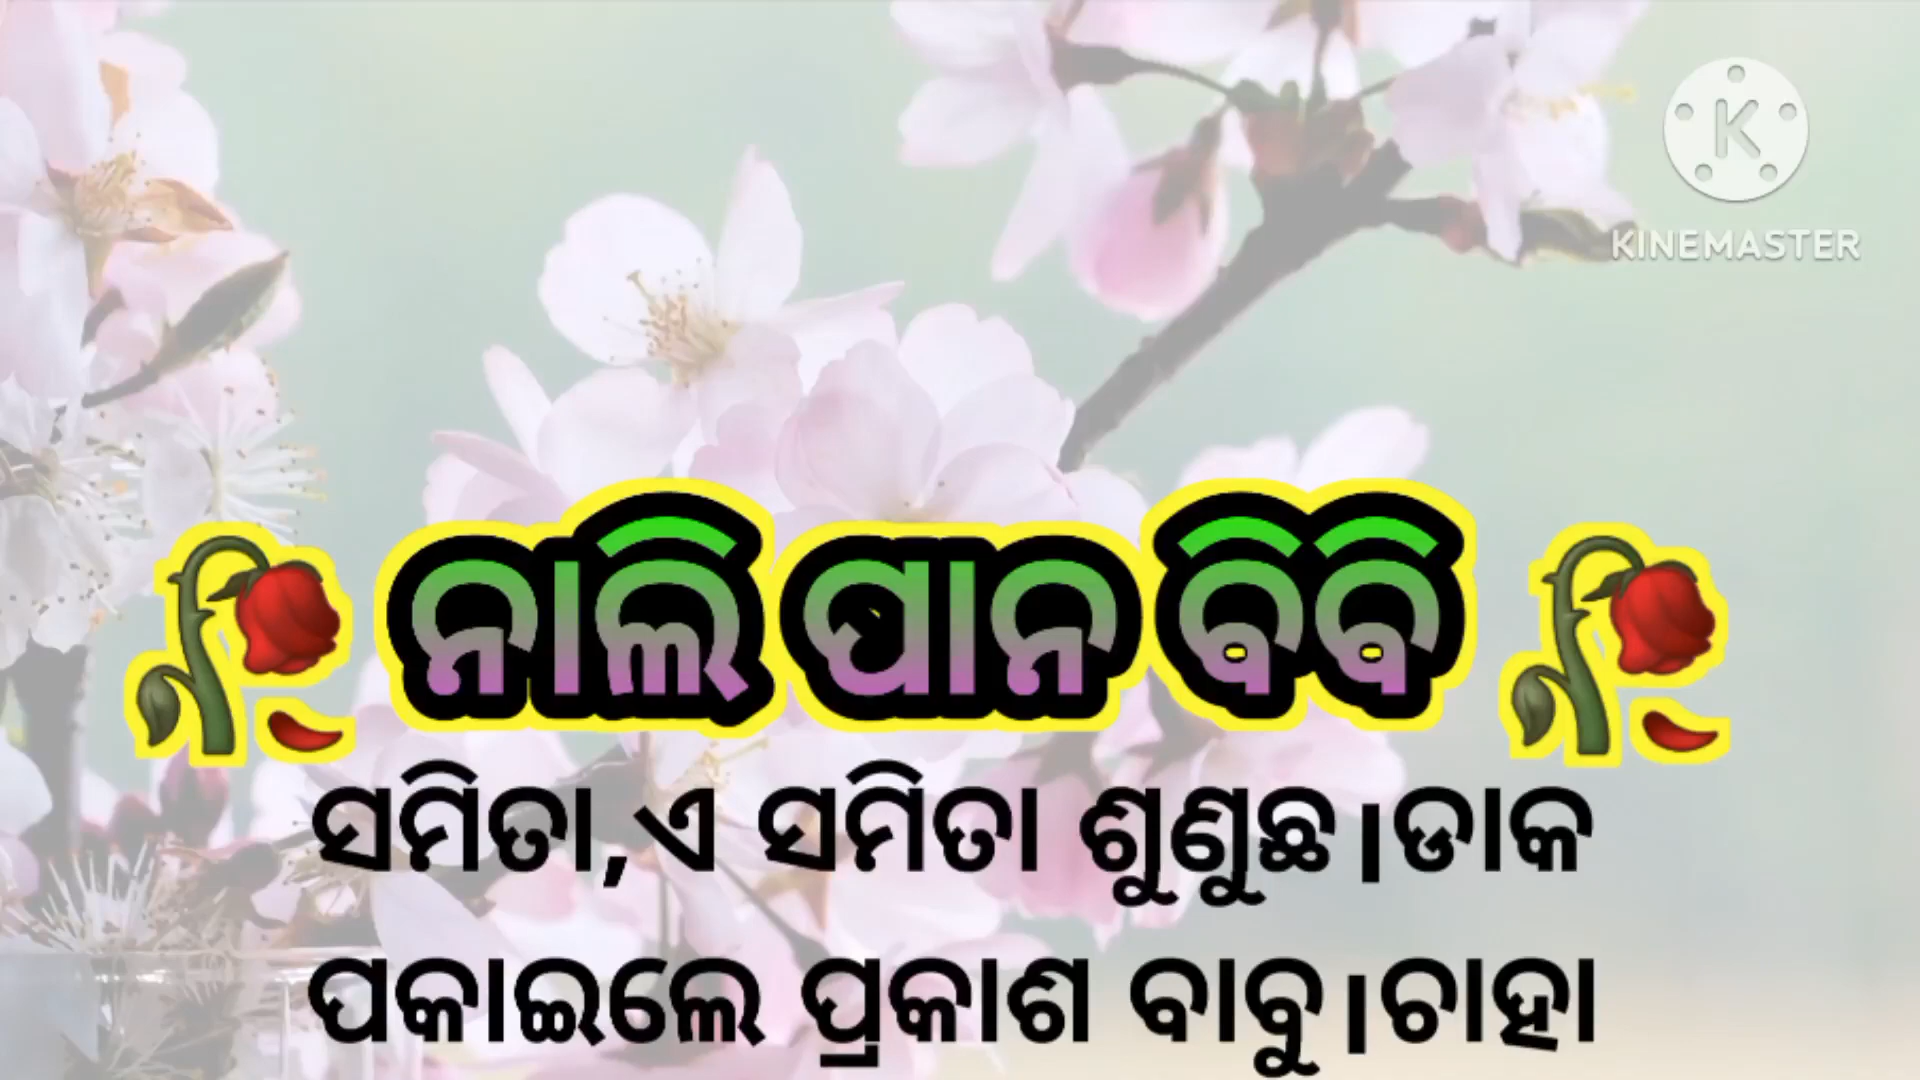 KINEMASTER
ନାଲି ପାନ ବିବି
ସମିତା,ଏ ସମିତା ଶୁଣୁଛ।ଡାକ
ପକାଇଲେ ପ୍ରକାଶ ବାବୁ।ଚାହା